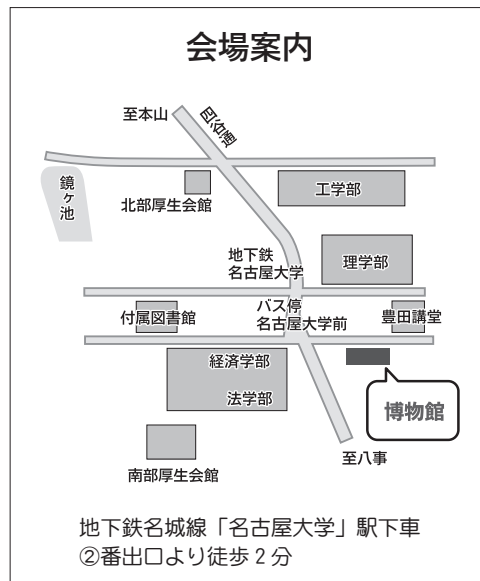 会場案内
至本山
四谷通
鏡ヶ池
北部厚生会館
工学部
地下鉄
名古屋大学
理学部
付属図書館
バス停
名古屋大学前
豊田講堂
経済学部
法学部
博物館
至八事
南部厚生会館
地下鉄名城線「名古屋大学」駅下車
②番出口より徒歩2分